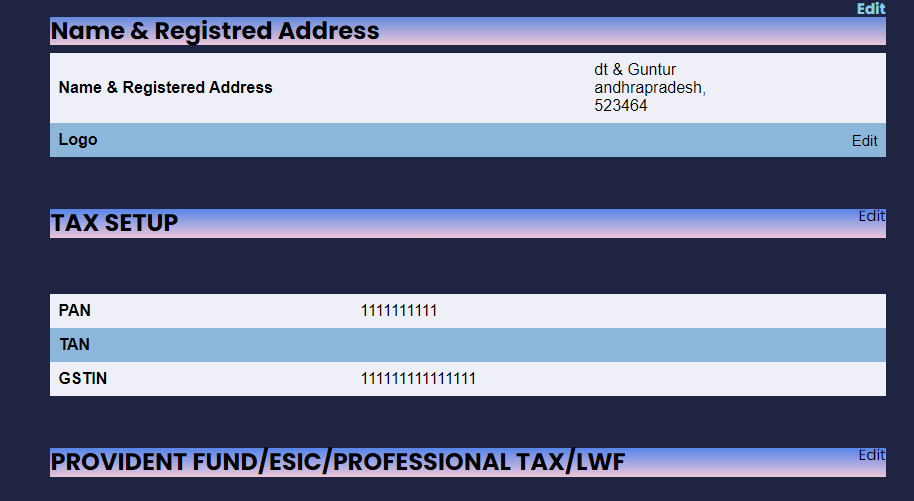 Edit
Name & Registred Address
Name & Registered Address
dt & Guntur
andhrapradesh,
523464
Logo Edit
TAX SETUP Edit
PAN 1111111111
TAN
GSTIN 111111111111111
PROVIDENT FUND/ESIC/PROFESSIONAL TAX/LWF Edit